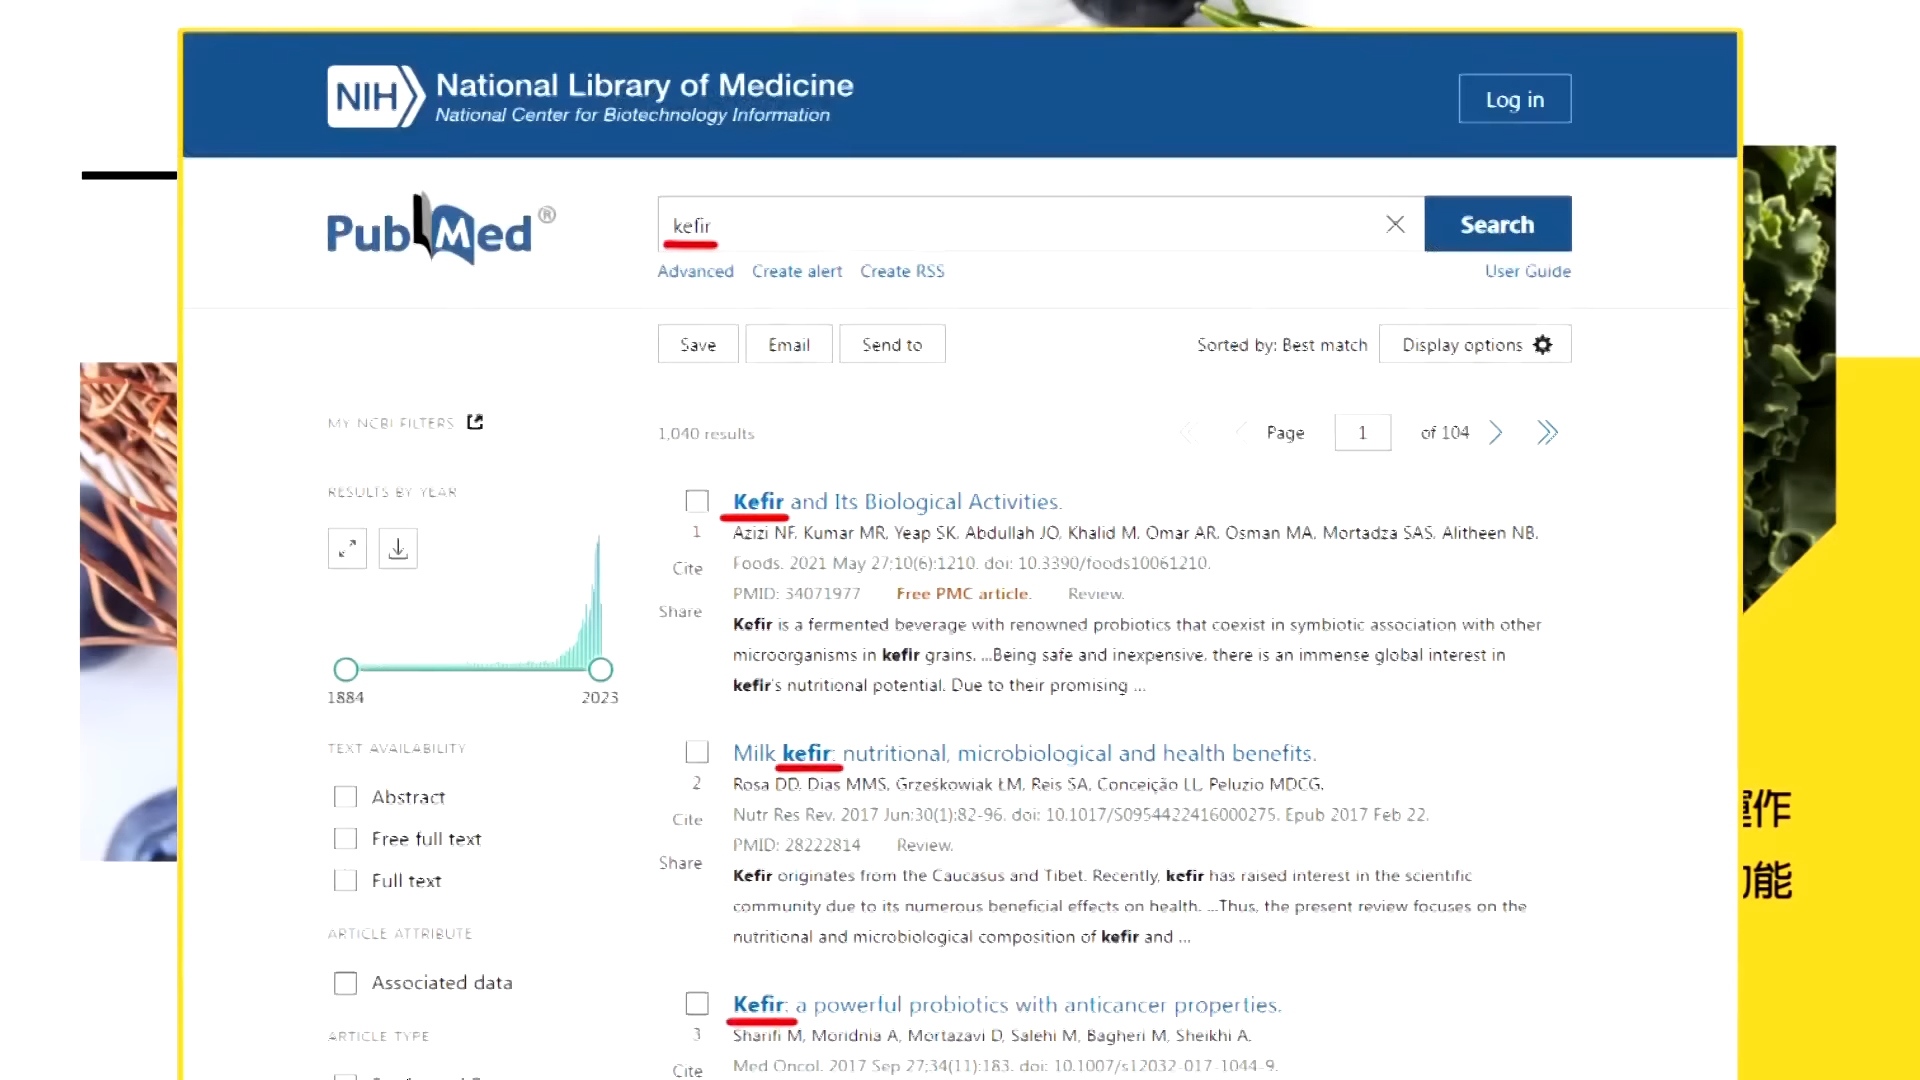 NIH National Library of Medicine
National Center for Biotechnology Information
Log in
PubMed®
kefir
Search
Advanced Create alert Create RSS
User Guide
Save Email Send to
Sorted by: Best match Display options
MY NCBI FILTERS
1,040 results
Page 1 of 104
RESULTS BY YEAR
1884 2023
TEXT AVAILABILITY
Abstract
Free full text
Full text
ARTICLE ATTRIBUTE
Associated data
ARTICLE TYPE
Kefir and Its Biological Activities.
1 Azizi NF, Kumar MR, Yeap SK, Abdullah JO, Khalid M, Omar AR, Osman MA, Mortadza SAS, Alitheen NB.
Cite Foods. 2021 May 27;10(6):1210. doi: 10.3390/foods10061210.
PMID: 34071977 Free PMC article. Review.
Share
Kefir is a fermented beverage with renowned probiotics that coexist in symbiotic association with other
microorganisms in kefir grains. ...Being safe and inexpensive, there is an immense global interest in
kefir's nutritional potential. Due to their promising ...
Milk kefir: nutritional, microbiological and health benefits.
2 Rosa DD, Dias MMS, Grześkowiak ŁM, Reis SA, Conceição LL, Peluzio MDCG.
Cite Nutr Res Rev. 2017 Jun;30(1):82-96. doi: 10.1017/S0954422416000275. Epub 2017 Feb 22.
PMID: 28222814 Review.
Share
Kefir originates from the Caucasus and Tibet. Recently, kefir has raised interest in the scientific
community due to its numerous beneficial effects on health. ...Thus, the present review focuses on the
nutritional and microbiological composition of kefir and ...
Kefir: a powerful probiotics with anticancer properties.
3 Sharifi M, Moridnia A, Mortazavi D, Salehi M, Bagheri M, Sheikhi A.
Cite Med Oncol. 2017 Sep 27;34(11):183. doi: 10.1007/s12032-017-1044-9.
作
能